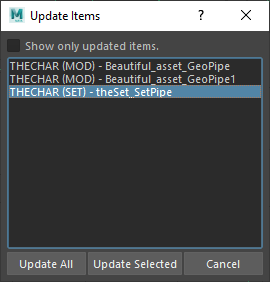 Update Items
Show only updated items.
THECHAR (MOD) - Beautiful_asset_GeoPipe
THECHAR (MOD) - Beautiful_asset_GeoPipe1
THECHAR (SET) - theSet_SetPipe
Update All
Update Selected
Cancel